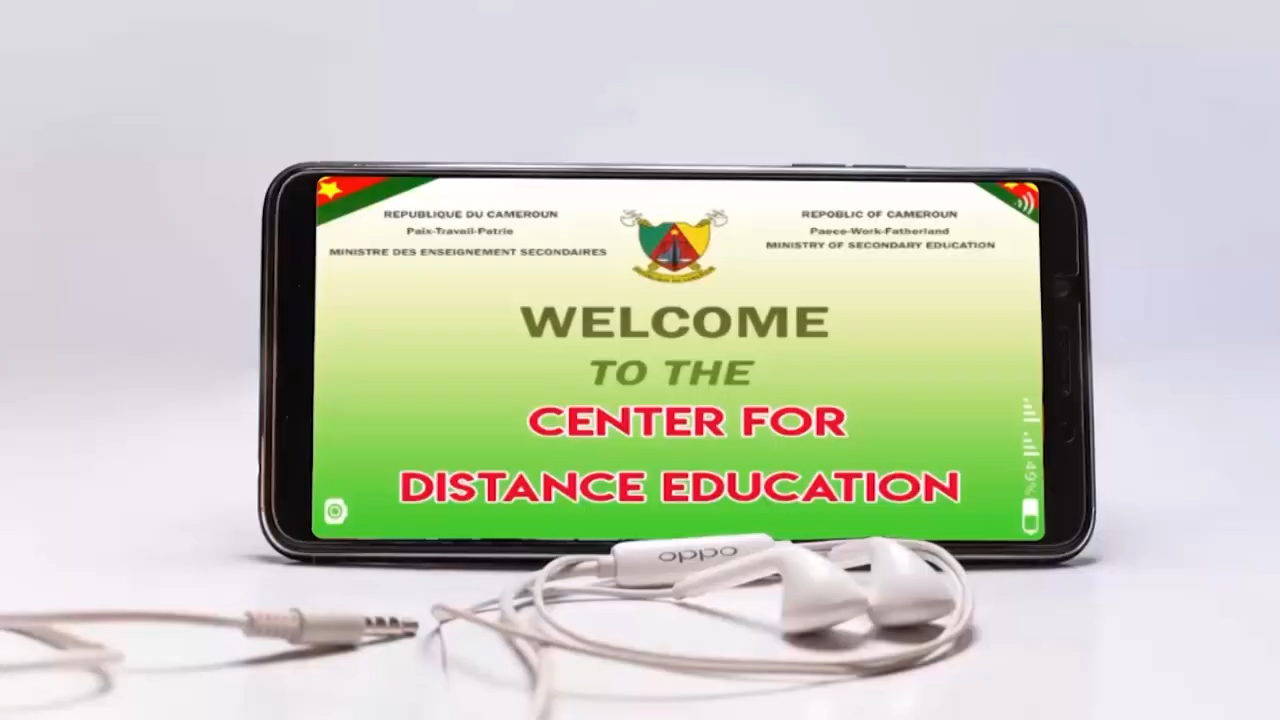 REPUBLIQUE DU CAMEROUN
Paix-Travail-Patrie
MINISTRE DES ENSEIGNEMENT SECONDAIRES
REPOBLIC OF CAMEROUN
Paece-Work-Fatherland
MINISTRY OF SECONDARY EDUCATION
WELCOME
TO THE
CENTER FOR
DISTANCE EDUCATION
49%
oppo